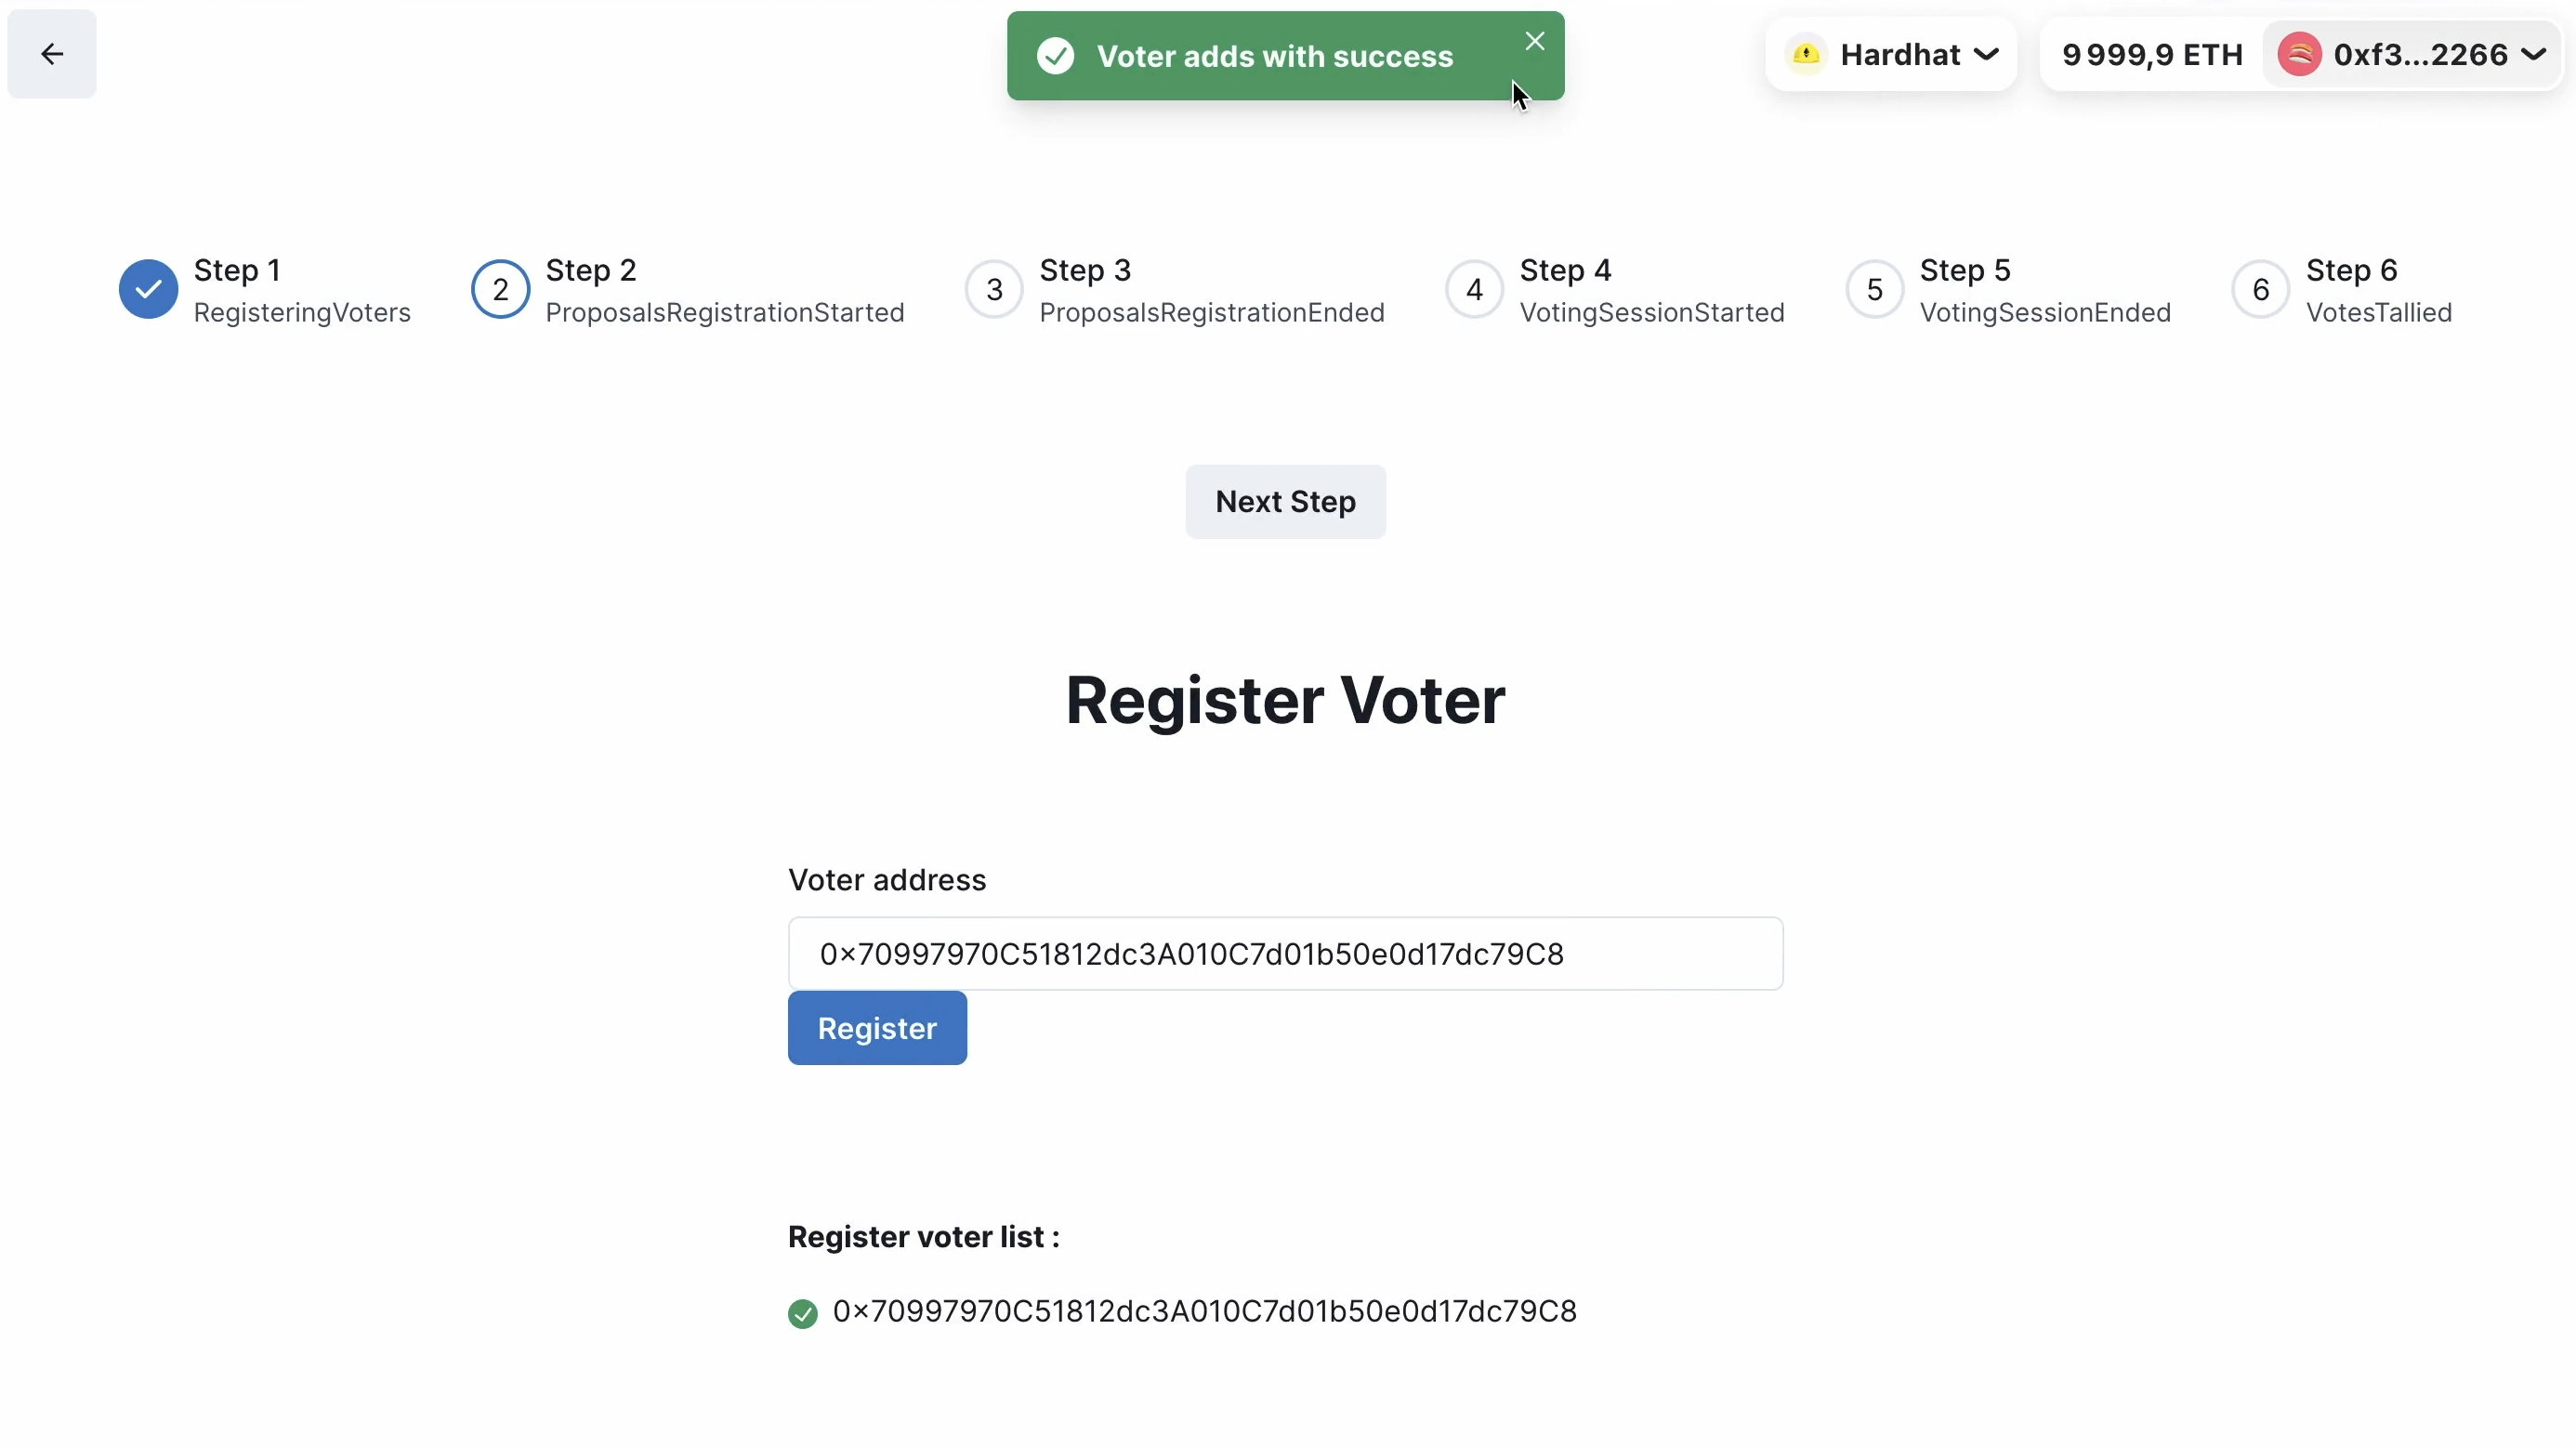 Voter adds with success
Hardhat
9 999,9 ETH
0xf3...2266
Step 1
RegisteringVoters
2
Step 2
ProposalsRegistrationStarted
3
Step 3
ProposalsRegistrationEnded
4
Step 4
VotingSessionStarted
5
Step 5
VotingSessionEnded
6
Step 6
VotesTallied
Next Step
Register Voter
Voter address
0×70997970C51812dc3A010C7d01b50e0d17dc79C8
Register
Register voter list :
0×70997970C51812dc3A010C7d01b50e0d17dc79C8